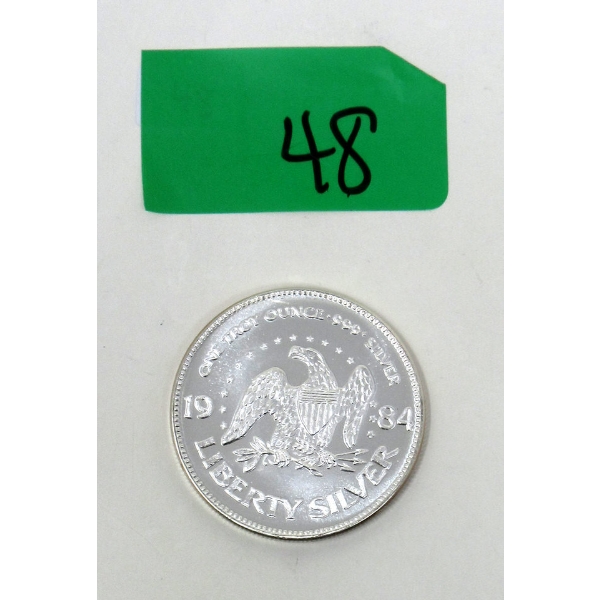 48
ONE TROY OUNCE · 999+ SILVER
19 84
LIBERTY SILVER